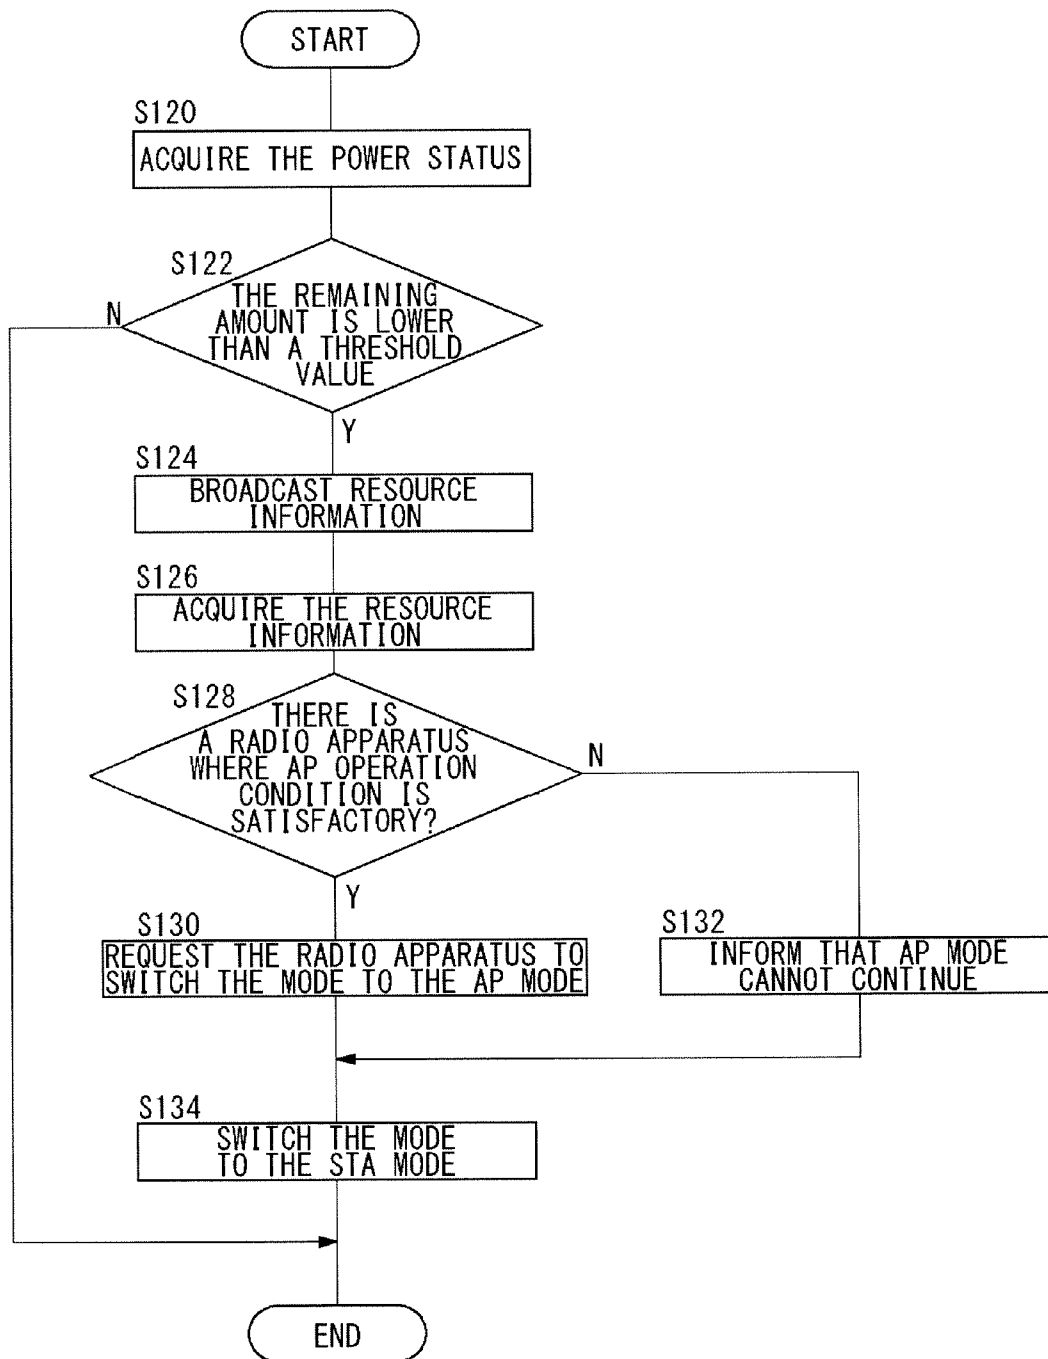 START
S120
ACQUIRE THE POWER STATUS
S122
N
THE REMAINING
AMOUNT IS LOWER
THAN A THRESHOLD
VALUE
Y
S124
BROADCAST RESOURCE
INFORMATION
S126
ACQUIRE THE RESOURCE
INFORMATION
S128
THERE IS
A RADIO APPARATUS
WHERE AP OPERATION
CONDITION IS
SATISFACTORY?
N
Y
S130
REQUEST THE RADIO APPARATUS TO
SWITCH THE MODE TO THE AP MODE
S132
INFORM THAT AP MODE
CANNOT CONTINUE
S134
SWITCH THE MODE
TO THE STA MODE
END